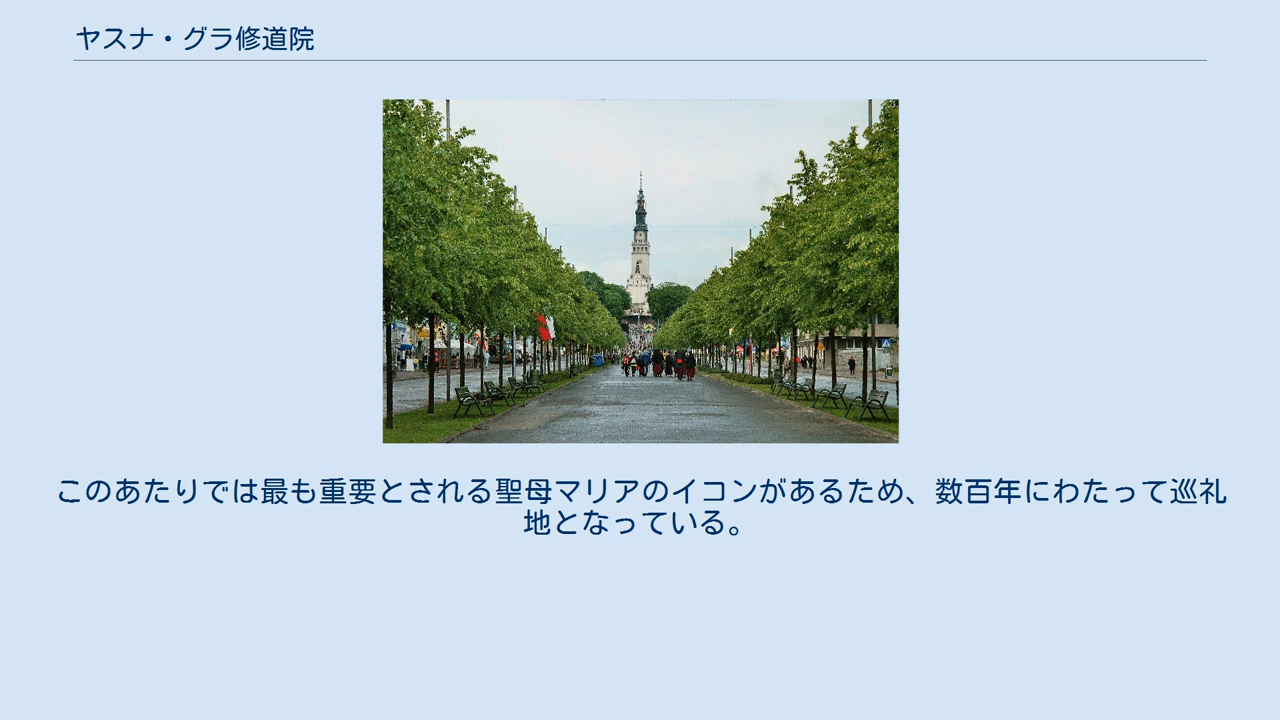 ヤスナ・グラ修道院
このあたりでは最も重要とされる聖母マリアのイコンがあるため、数百年にわたって巡礼
地となっている。